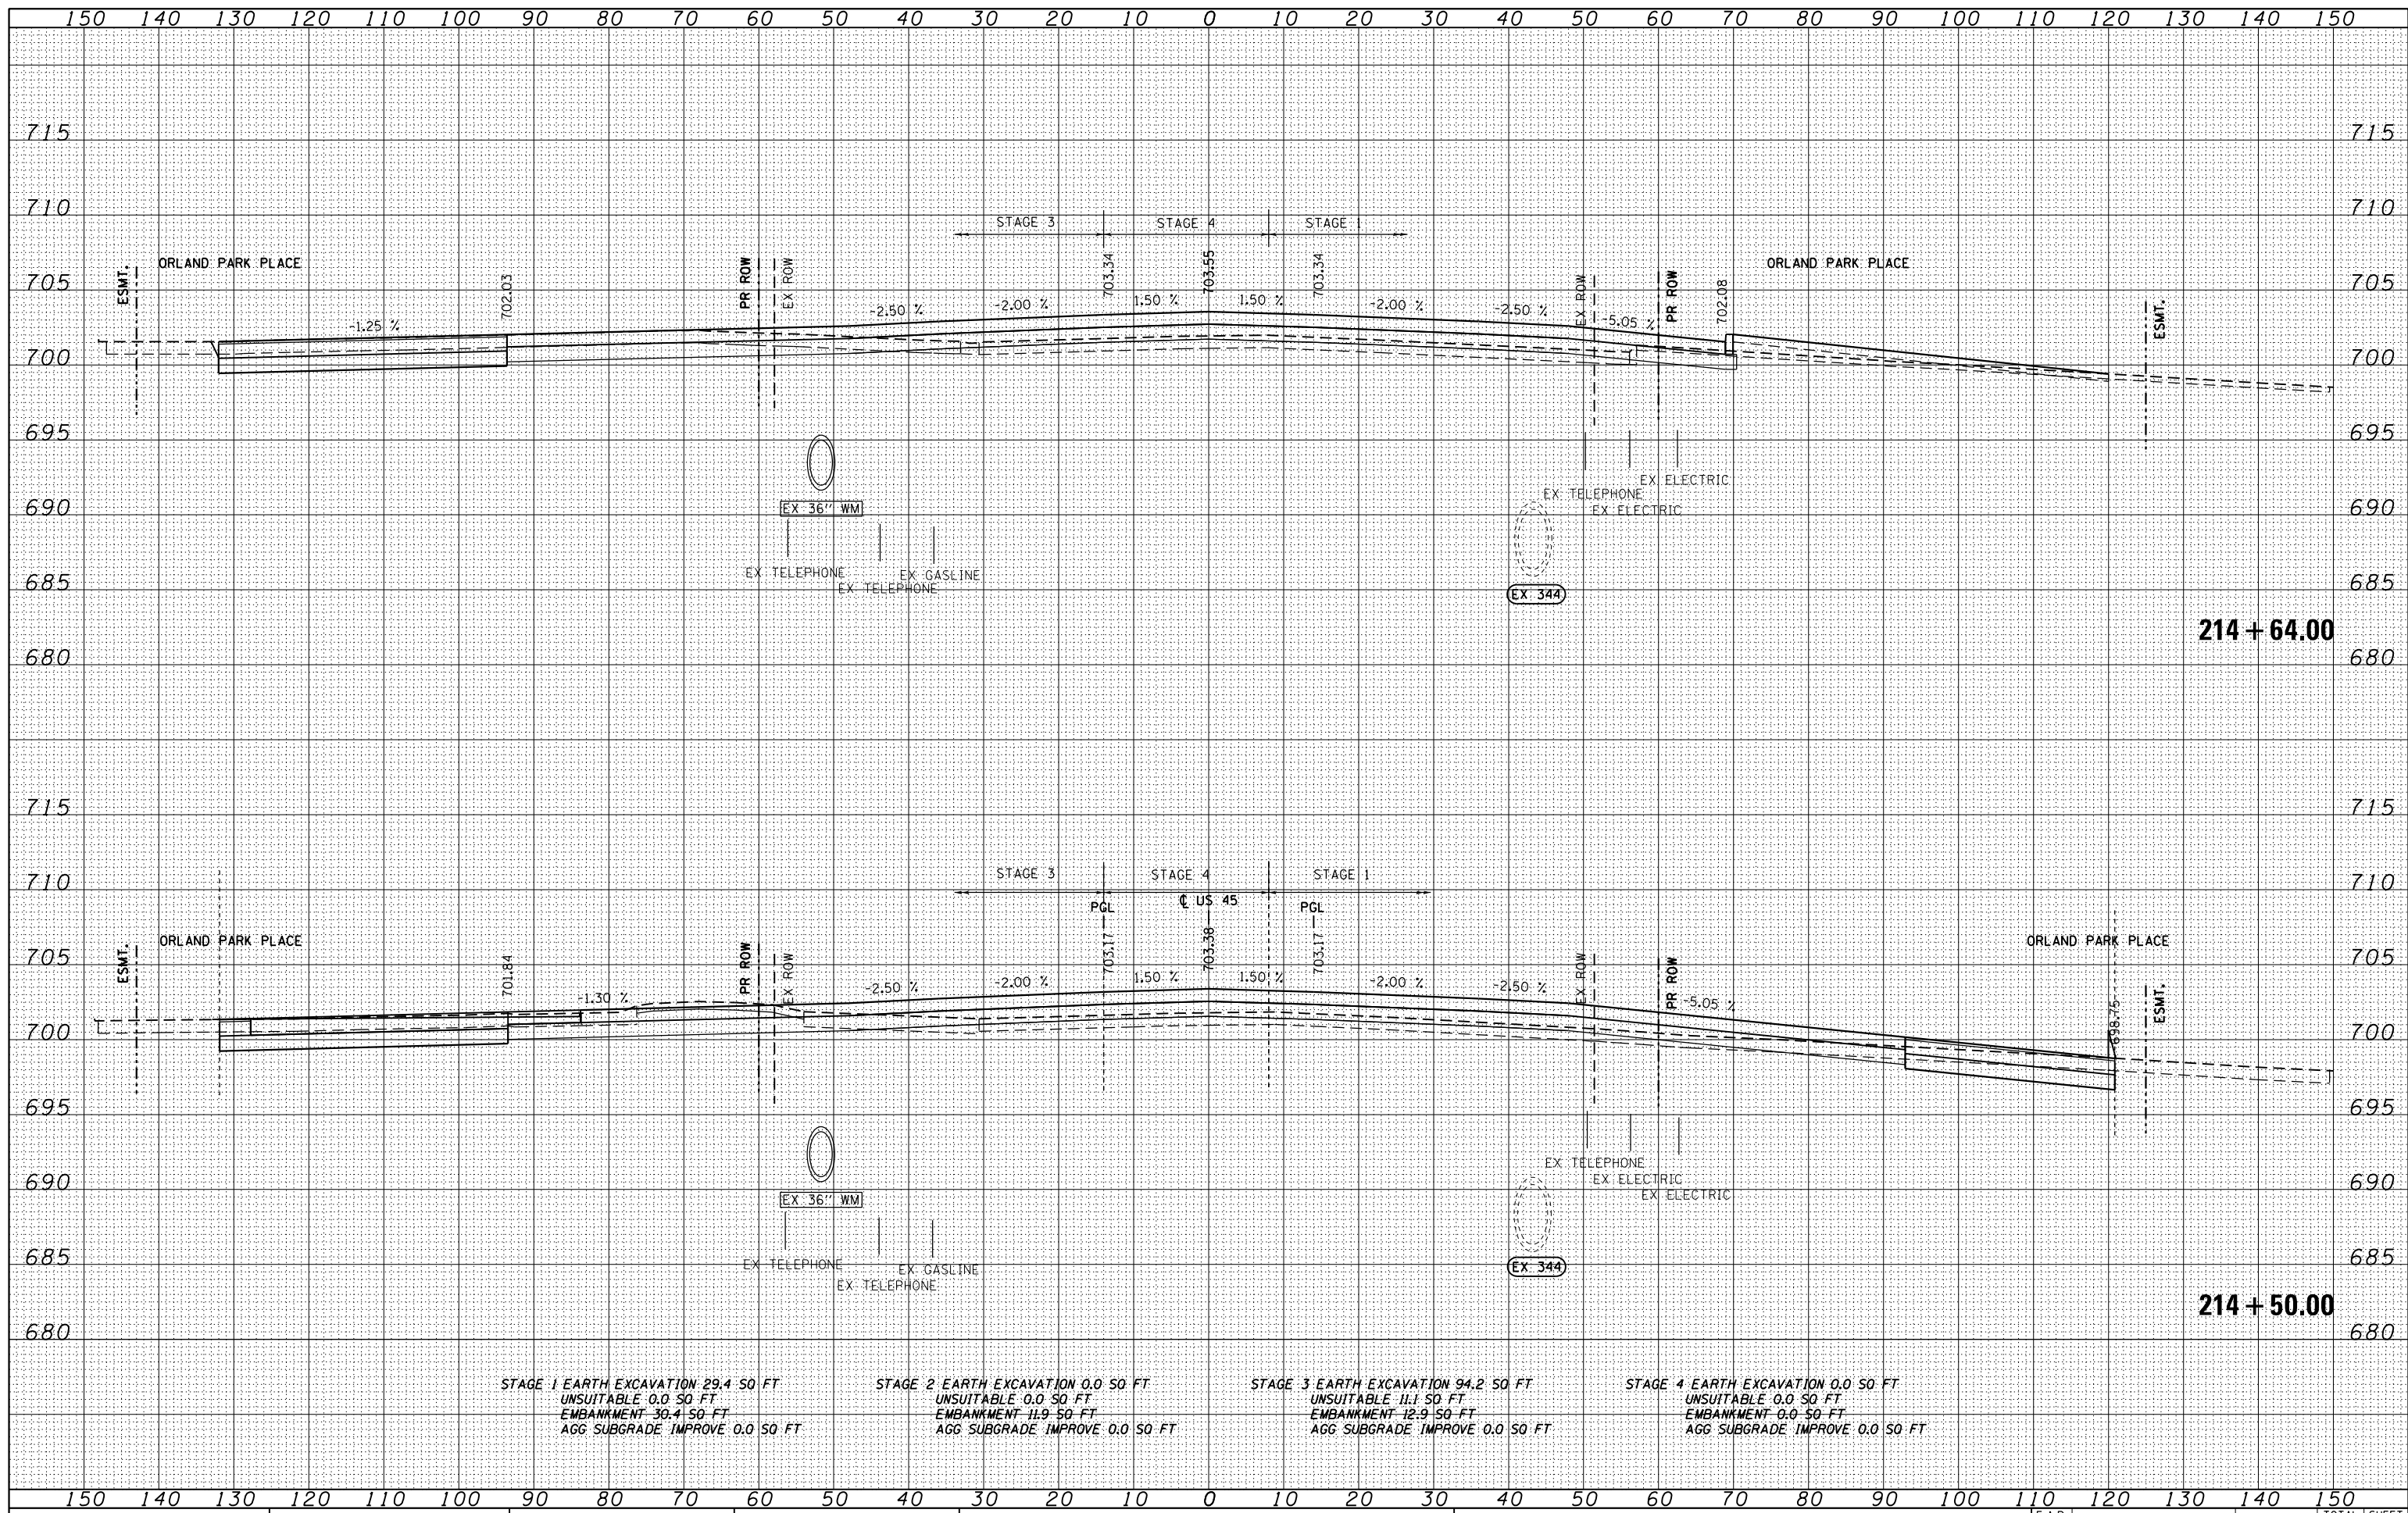 150 140 130 120 110 100 90 80 70 60 50 40 30 20 10 0 10 20 30 40 50 60 70 80 90 100 110 120 130 140 150
715 715
710 710
STAGE 3 STAGE 4 STAGE 1
ESMT. ORLAND PARK PLACE 702.03 PR ROW EX ROW 703.34 703.55 703.34 EX ROW PR ROW 702.08 ORLAND PARK PLACE ESMT.
705 705
-1.25 % -2.50 % -2.00 % 1.50 % 1.50 % -2.00 % -2.50 % -5.05 %
700 700
695 695
EX ELECTRIC
EX TELEPHONE
690 EX 36'' WM EX ELECTRIC 690
EX TELEPHONE EX GASLINE
685 EX TELEPHONE 685
EX 344
214 + 64.00
680 680
715 715
710 710
STAGE 3 STAGE 4 STAGE 1
PGL ℄ US 45 PGL
ESMT. ORLAND PARK PLACE 701.84 PR ROW EX ROW 703.17 703.38 703.17 EX ROW PR ROW ORLAND PARK PLACE 698.76 ESMT.
705 705
-1.30 % -2.50 % -2.00 % 1.50 % 1.50 % -2.00 % -2.50 % -5.05 %
700 700
695 695
EX TELEPHONE
EX ELECTRIC
690 EX 36'' WM EX ELECTRIC 690
685 EX TELEPHONE EX GASLINE EX 344 685
EX TELEPHONE
214 + 50.00
680 680
STAGE 1 EARTH EXCAVATION 29.4 SQ FT
UNSUITABLE 0.0 SQ FT
EMBANKMENT 30.4 SQ FT
AGG SUBGRADE IMPROVE 0.0 SQ FT
STAGE 2 EARTH EXCAVATION 0.0 SQ FT
UNSUITABLE 0.0 SQ FT
EMBANKMENT 11.9 SQ FT
AGG SUBGRADE IMPROVE 0.0 SQ FT
STAGE 3 EARTH EXCAVATION 94.2 SQ FT
UNSUITABLE 11.1 SQ FT
EMBANKMENT 12.9 SQ FT
AGG SUBGRADE IMPROVE 0.0 SQ FT
STAGE 4 EARTH EXCAVATION 0.0 SQ FT
UNSUITABLE 0.0 SQ FT
EMBANKMENT 0.0 SQ FT
AGG SUBGRADE IMPROVE 0.0 SQ FT
150 140 130 120 110 100 90 80 70 60 50 40 30 20 10 0 10 20 30 40 50 60 70 80 90 100 110 120 130 140 150
TOTAL SHEET